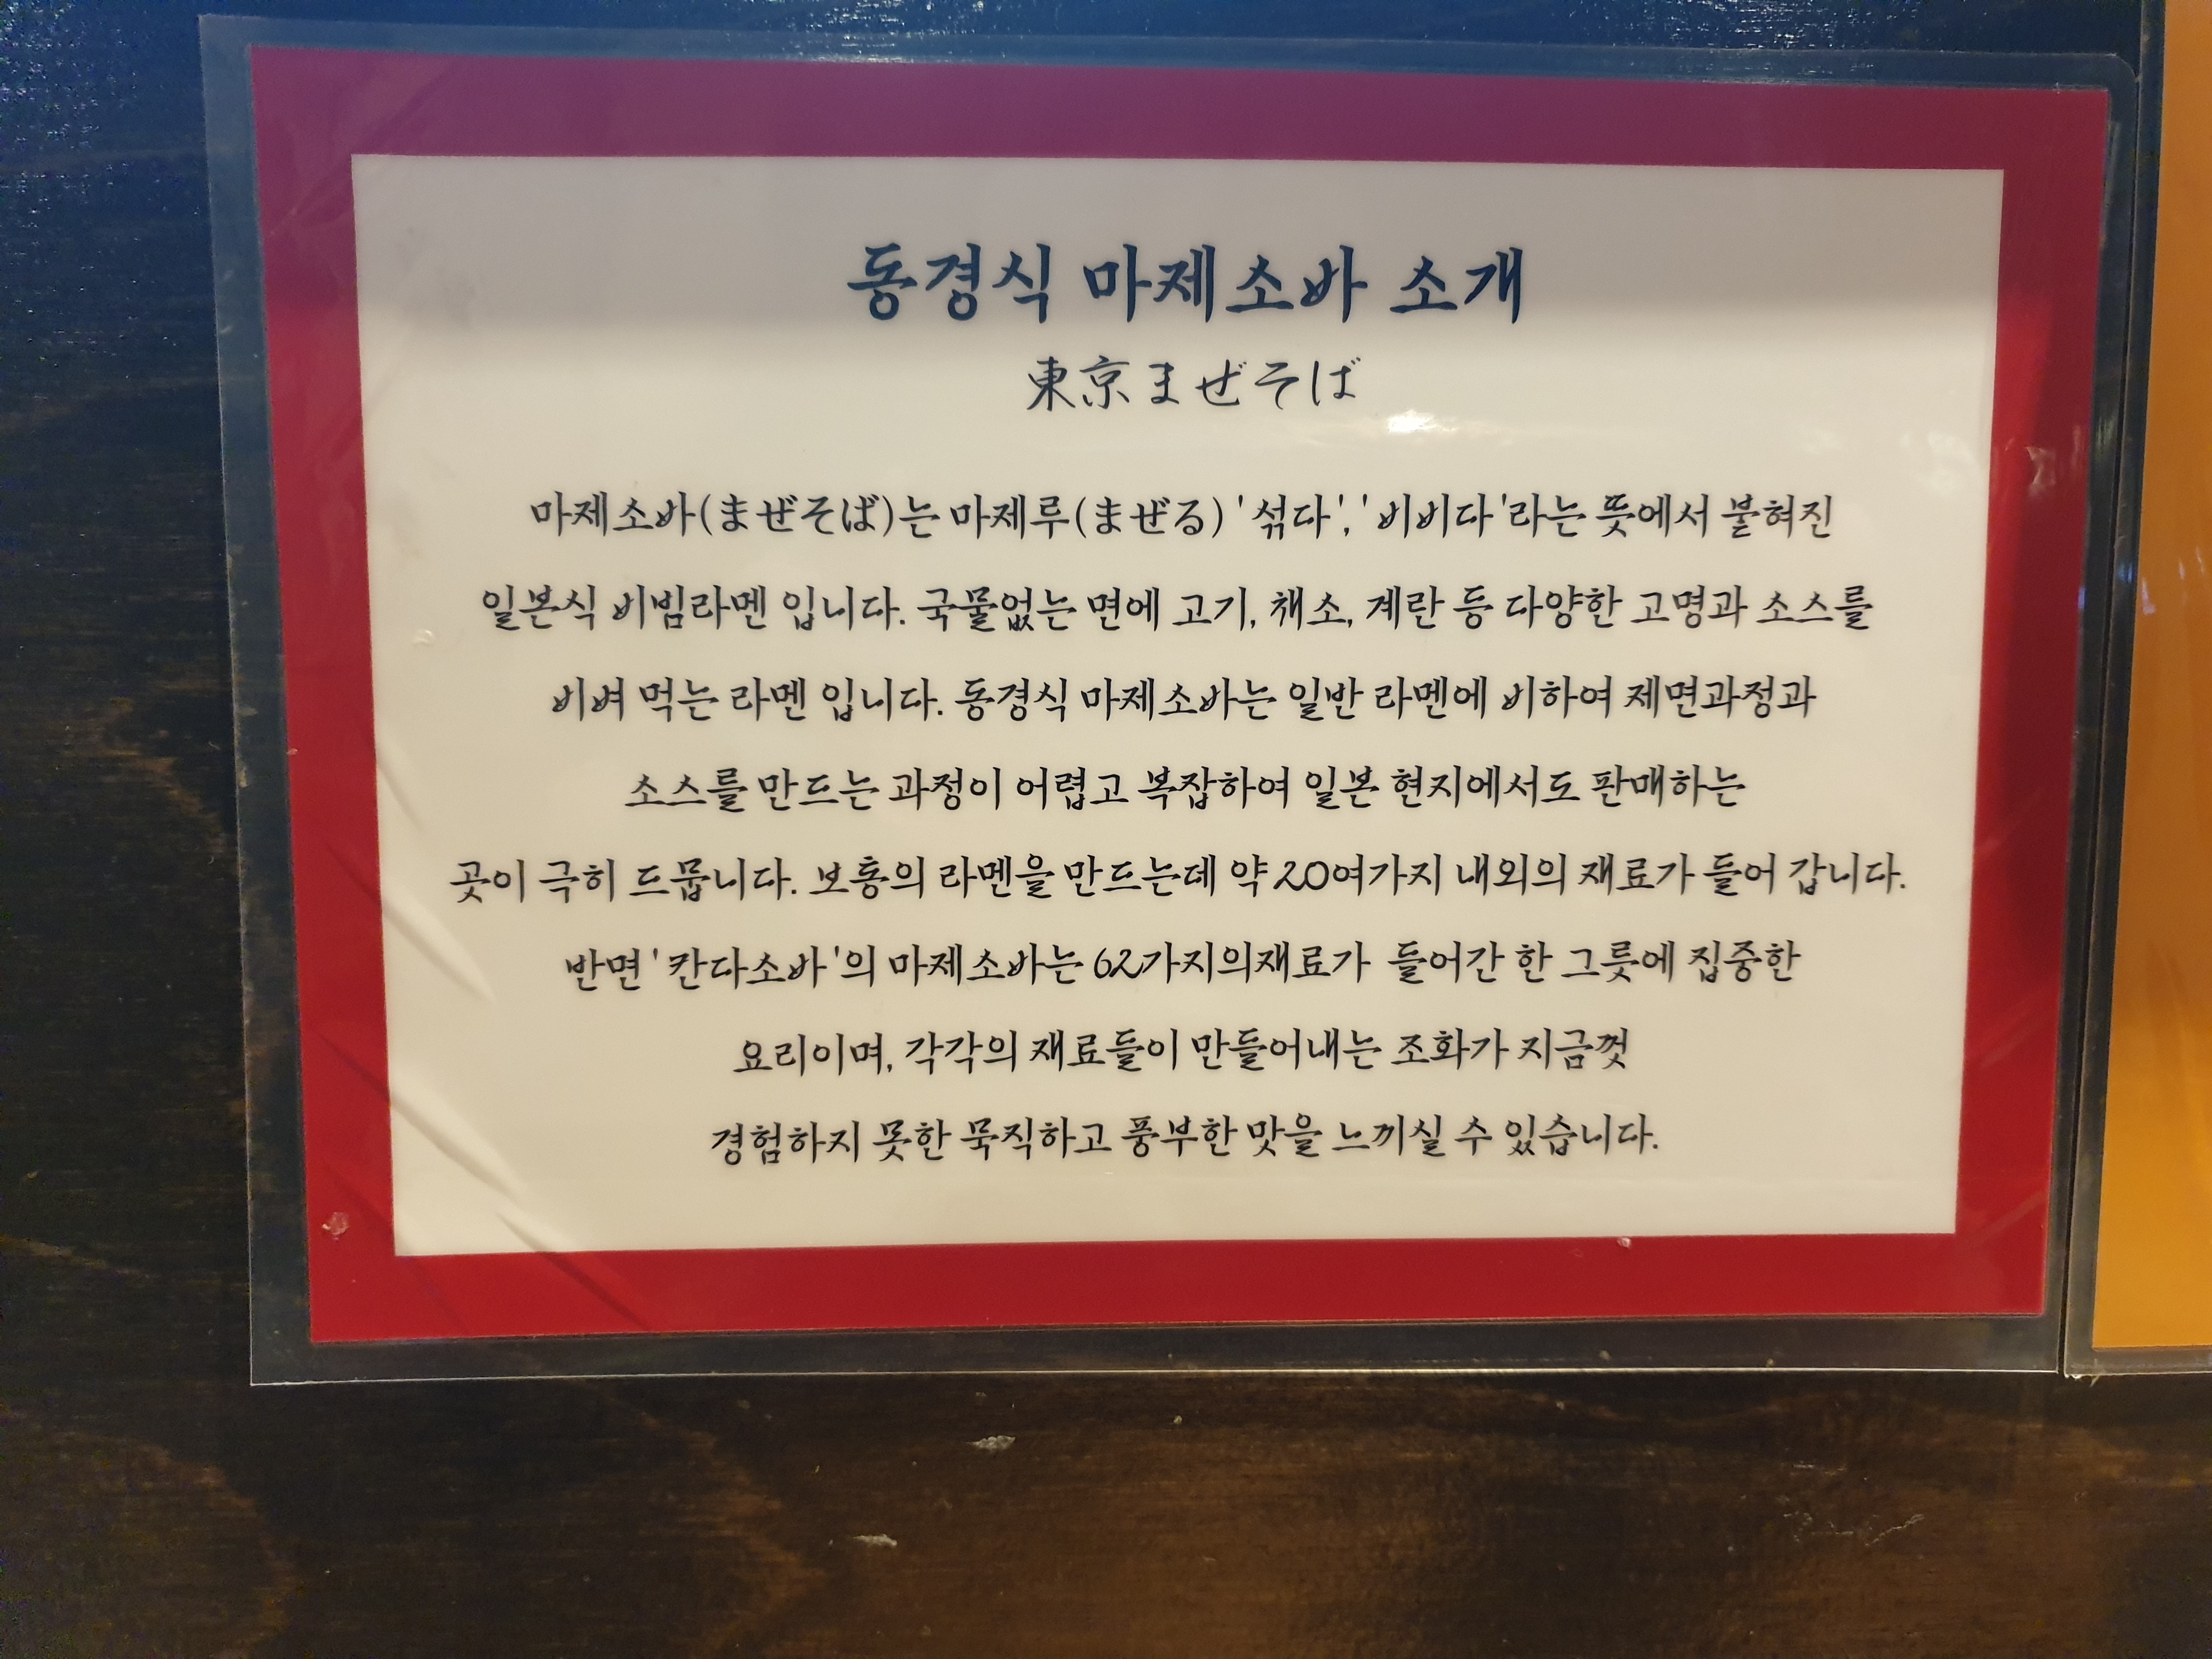 동경식 마제소바 소개
東京まぜそば
마제소바(まぜそば)는 마제루(まぜる) '섞다', '비비다'라는 뜻에서 붙혀진
일본식 비빔라멘 입니다. 국물없는 면에 고기, 채소, 계란 등 다양한 고명과 소스를
비벼 먹는 라멘 입니다. 동경식 마제소바는 일반 라멘에 비하여 제면과정과
소스를 만드는 과정이 어렵고 복잡하여 일본 현지에서도 판매하는
곳이 극히 드뭅니다. 보통의 라멘을 만드는데 약 20여가지 내외의 재료가 들어 갑니다.
반면 '칸다소바'의 마제소바는 62가지의재료가 들어간 한 그릇에 집중한
요리이며, 각각의 재료들이 만들어내는 조화가 지금껏
경험하지 못한 묵직하고 풍부한 맛을 느끼실 수 있습니다.